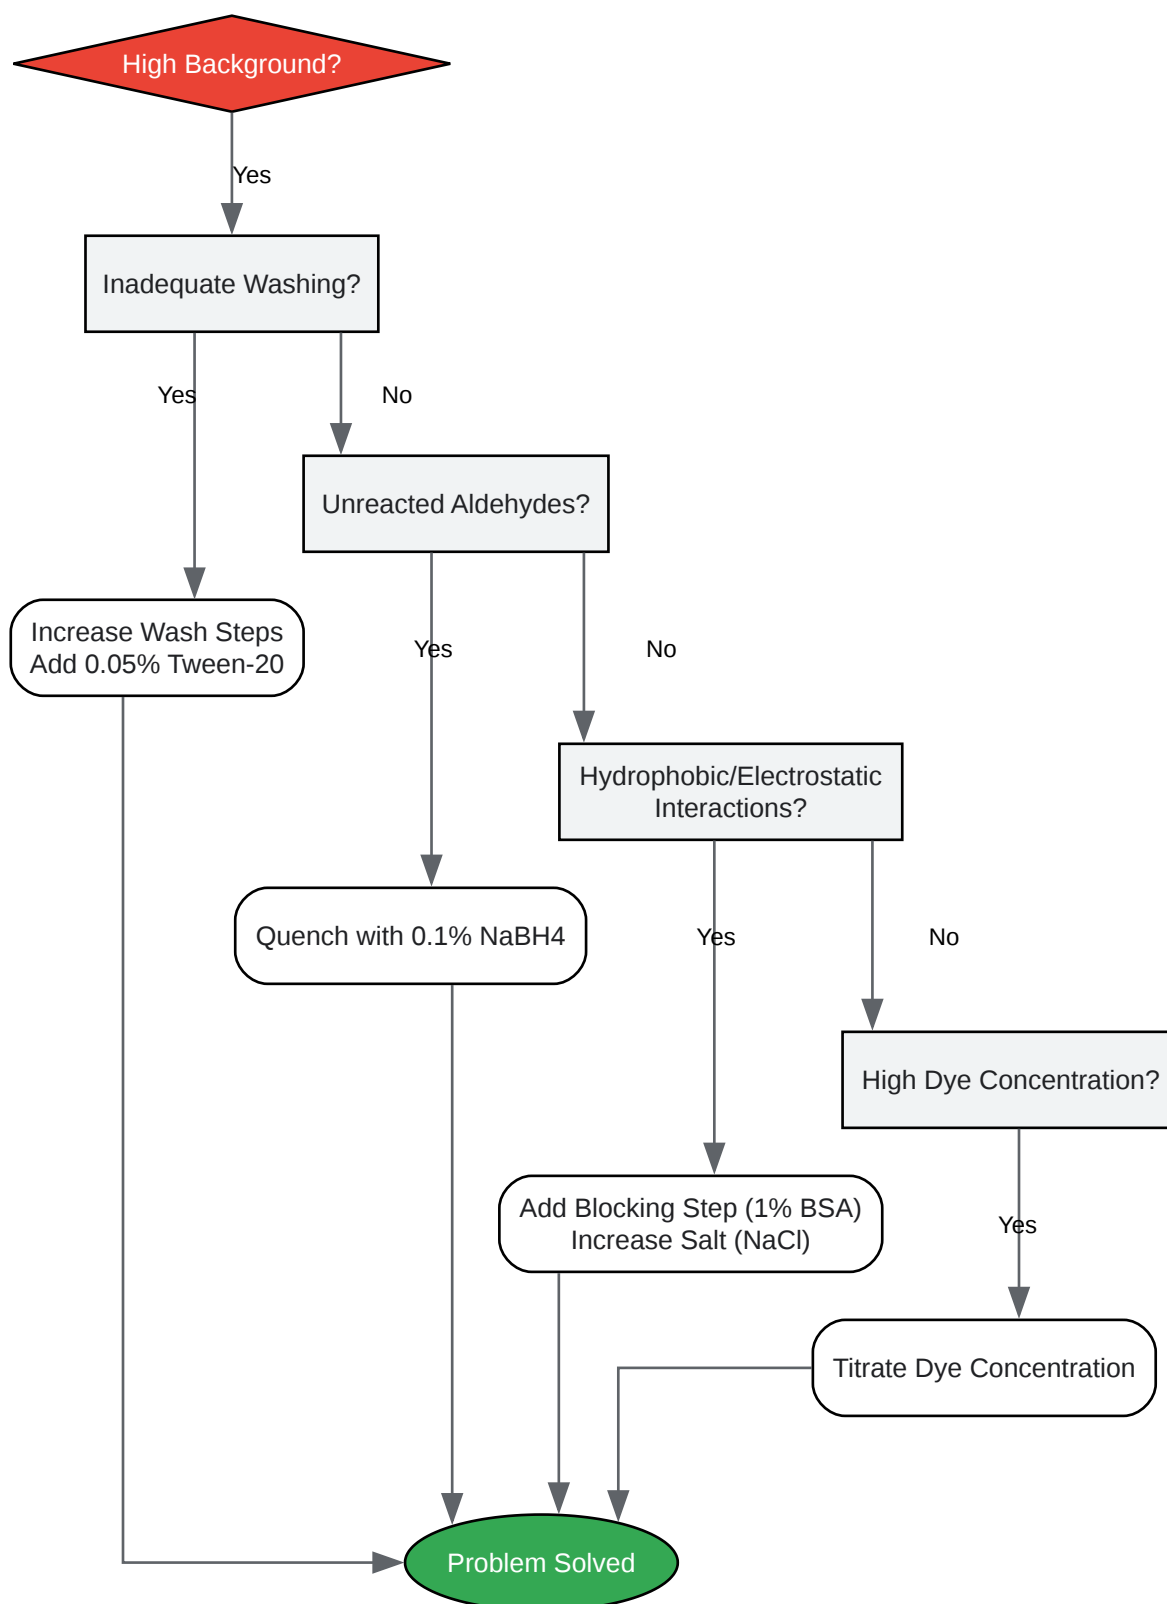 High Background?
Yes
Inadequate Washing?
Yes
No
Unreacted Aldehydes?
Increase Wash Steps
Add 0.05% Tween-20
Yes
No
Hydrophobic/Electrostatic
Interactions?
Quench with 0.1% NaBH4
Yes
No
High Dye Concentration?
Add Blocking Step (1% BSA)
Increase Salt (NaCl)
Yes
Titrate Dye Concentration
Problem Solved